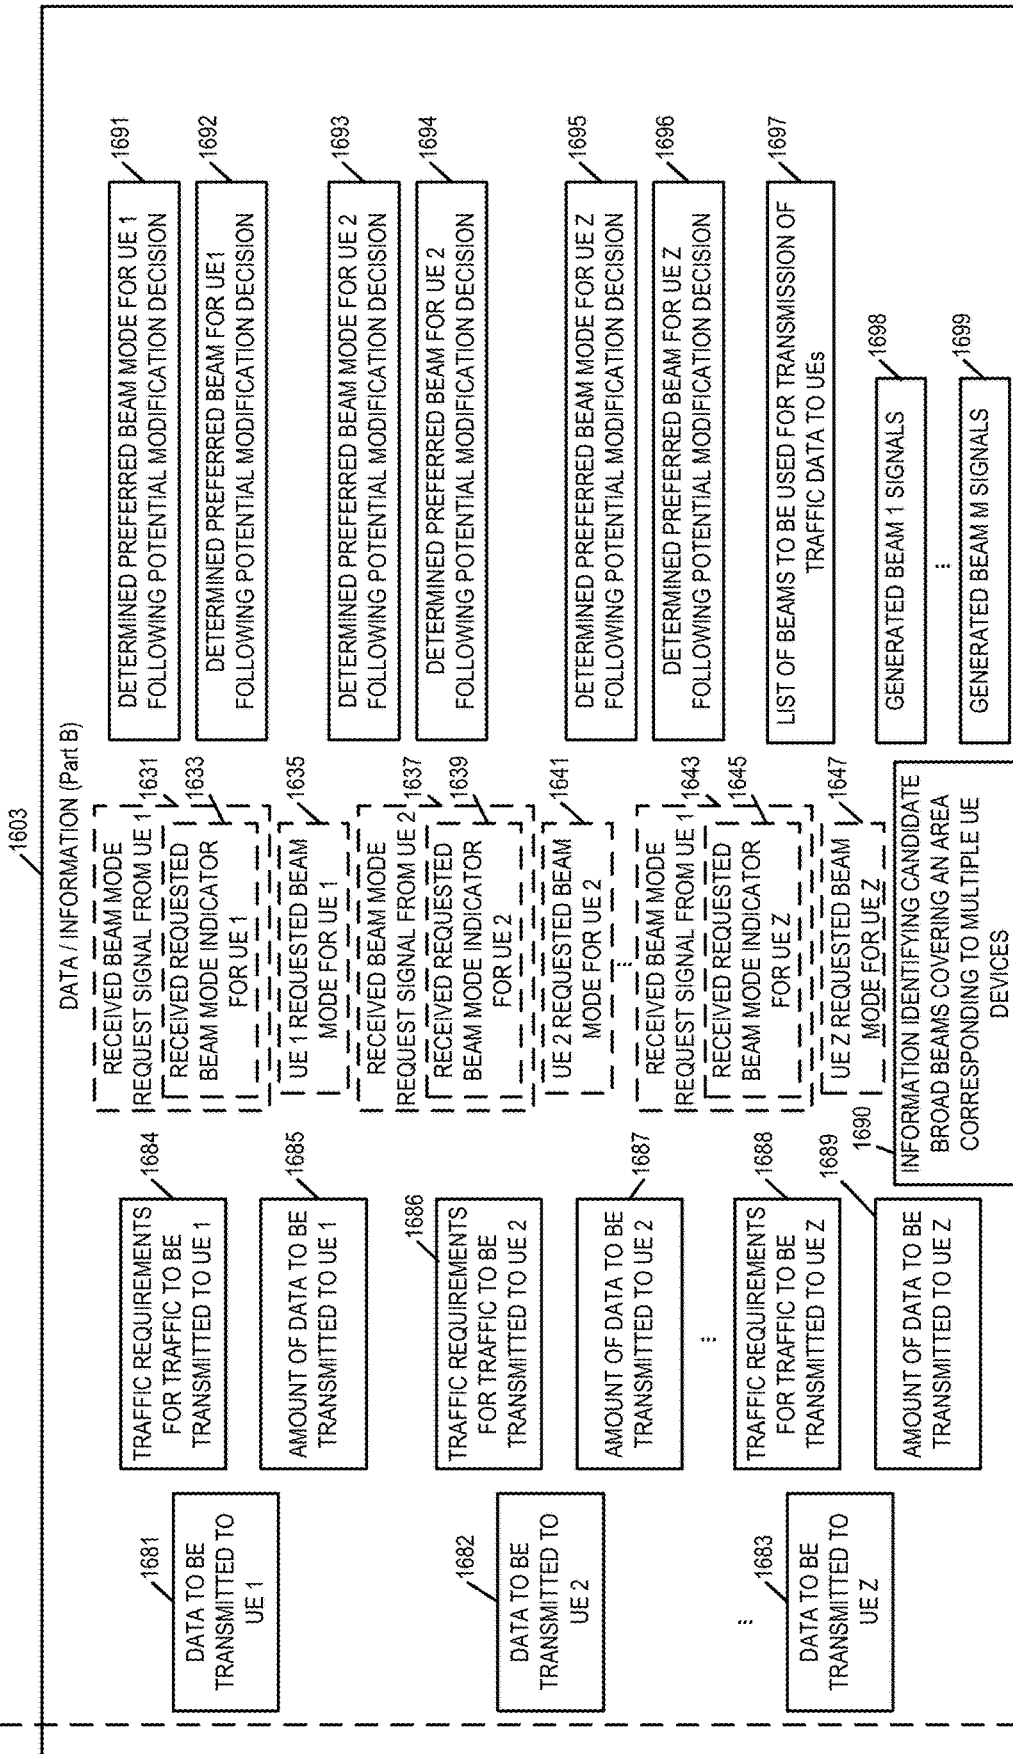 1603
DATA / INFORMATION (Part B)
1681
DATA TO BE
TRANSMITTED TO
UE 1
1682
DATA TO BE
TRANSMITTED TO
UE 2
...
1683
DATA TO BE
TRANSMITTED TO
UE Z
1684
TRAFFIC REQUIREMENTS
FOR TRAFFIC TO BE
TRANSMITTED TO UE 1
1685
AMOUNT OF DATA TO BE
TRANSMITTED TO UE 1
1686
TRAFFIC REQUIREMENTS
FOR TRAFFIC TO BE
TRANSMITTED TO UE 2
1687
AMOUNT OF DATA TO BE
TRANSMITTED TO UE 2
...
1688
TRAFFIC REQUIREMENTS
FOR TRAFFIC TO BE
TRANSMITTED TO UE Z
1689
AMOUNT OF DATA TO BE
TRANSMITTED TO UE Z
RECEIVED BEAM MODE
REQUEST SIGNAL FROM UE 1
1631
RECEIVED REQUESTED
BEAM MODE INDICATOR
FOR UE 1
1633
UE 1 REQUESTED BEAM
MODE FOR UE 1
1635
RECEIVED BEAM MODE
REQUEST SIGNAL FROM UE 2
1637
RECEIVED REQUESTED
BEAM MODE INDICATOR
FOR UE 2
1639
UE 2 REQUESTED BEAM
MODE FOR UE 2
1641
...
RECEIVED BEAM MODE
REQUEST SIGNAL FROM UE 1
1643
RECEIVED REQUESTED
BEAM MODE INDICATOR
FOR UE Z
1645
UE Z REQUESTED BEAM
MODE FOR UE Z
1647
1690
INFORMATION IDENTIFYING CANDIDATE
BROAD BEAMS COVERING AN AREA
CORRESPONDING TO MULTIPLE UE
DEVICES
1691
DETERMINED PREFERRED BEAM MODE FOR UE 1
FOLLOWING POTENTIAL MODIFICATION DECISION
1692
DETERMINED PREFERRED BEAM FOR UE1
FOLLOWING POTENTIAL MODIFICATION DECISION
1693
DETERMINED PREFERRED BEAM MODE FOR UE 2
FOLLOWING POTENTIAL MODIFICATION DECISION
1694
DETERMINED PREFERRED BEAM FOR UE 2
FOLLOWING POTENTIAL MODIFICATION DECISION
1695
DETERMINED PREFERRED BEAM MODE FOR UE Z
FOLLOWING POTENTIAL MODIFICATION DECISION
1696
DETERMINED PREFERRED BEAM FOR UE Z
FOLLOWING POTENTIAL MODIFICATION DECISION
1697
LIST OF BEAMS TO BE USED FOR TRANSMISSION OF
TRAFFIC DATA TO UEs
1698
GENERATED BEAM 1 SIGNALS
...
1699
GENERATED BEAM M SIGNALS